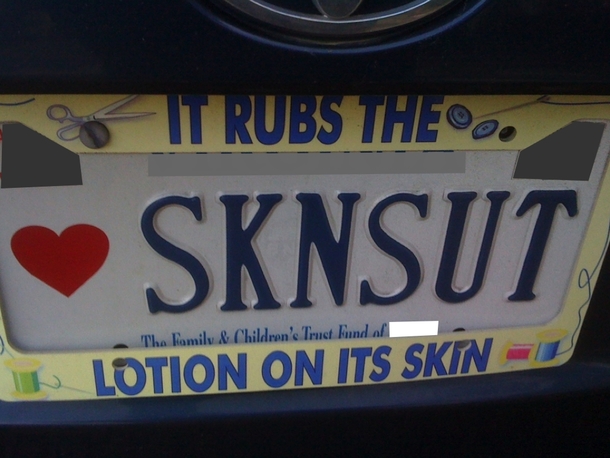 IT RUBS THE
SKNSUT
The Family & Children's Trust Fund of
LOTION ON ITS SKIN